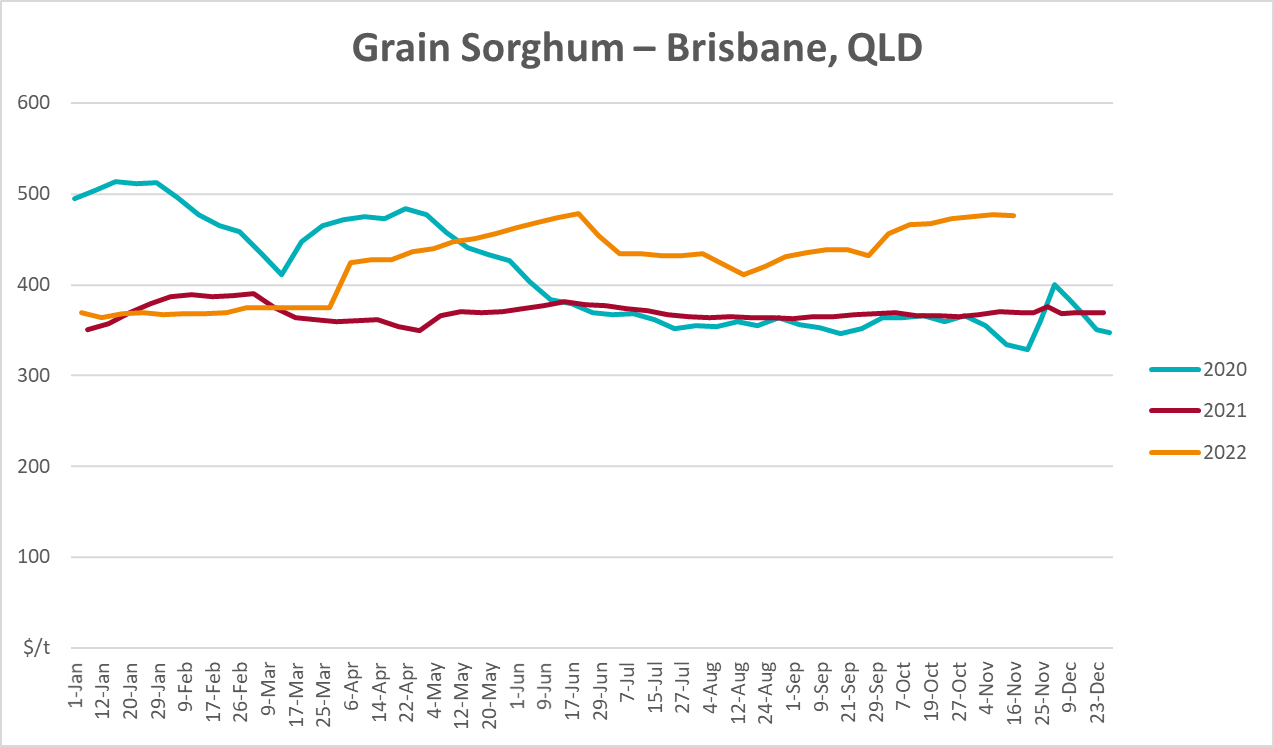 Grain Sorghum – Brisbane, QLD
600
500
400
300
200
100
$/t
1-Jan
12-Jan
20-Jan
29-Jan
9-Feb
17-Feb
26-Feb
9-Mar
17-Mar
25-Mar
6-Apr
14-Apr
22-Apr
4-May
12-May
20-May
1-Jun
9-Jun
17-Jun
29-Jun
7-Jul
15-Jul
27-Jul
4-Aug
12-Aug
24-Aug
1-Sep
9-Sep
21-Sep
29-Sep
7-Oct
19-Oct
27-Oct
4-Nov
16-Nov
25-Nov
9-Dec
23-Dec
2020
2021
2022